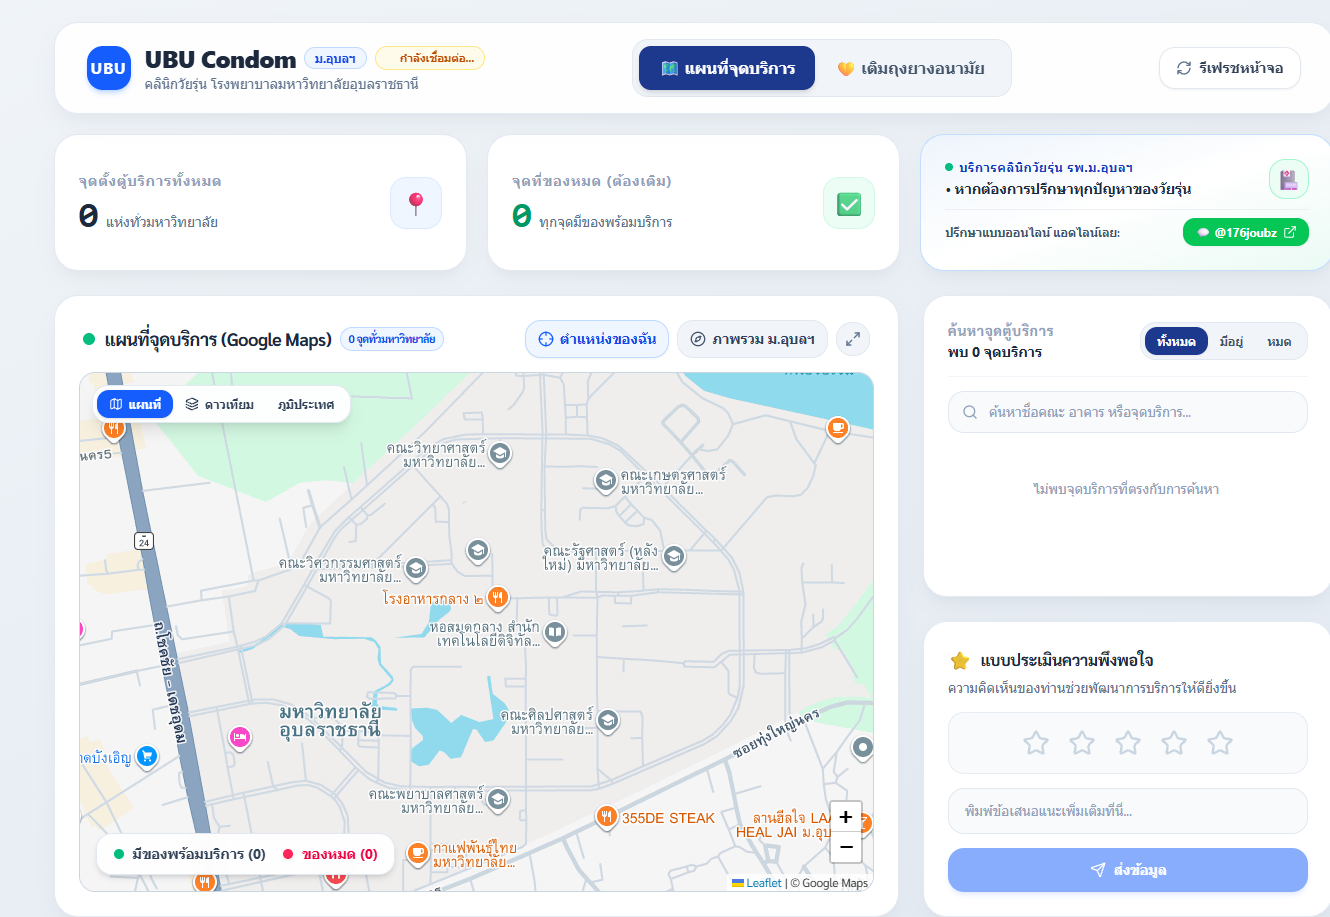 UBU
UBU Condom
ม.อุบลฯ
กำลังเชื่อมต่อ...
คลินิกวัยรุ่น โรงพยาบาลมหาวิทยาลัยอุบลราชธานี
แผนที่จุดบริการ
เติมถุงยางอนามัย
รีเฟรชหน้าจอ
จุดตั้งตู้บริการทั้งหมด
0 แห่งทั่วมหาวิทยาลัย
จุดที่ของหมด (ต้องเติม)
0 ทุกจุดมีของพร้อมบริการ
บริการคลินิกวัยรุ่น รพ.ม.อุบลฯ
• หากต้องการปรึกษาทุกปัญหาของวัยรุ่น
ปรึกษาแบบออนไลน์ แอดไลน์เลย:
@176joubz
แผนที่จุดบริการ (Google Maps)
0 จุดทั่วมหาวิทยาลัย
ตำแหน่งของฉัน
ภาพรวม ม.อุบลฯ
แผนที่
ดาวเทียม
ภูมิประเทศ
นคร5
คณะวิทยาศาสตร์
มหาวิทยาลัย...
คณะเกษตรศาสตร์
มหาวิทยาลัย...
24
คณะวิศวกรรมศาสตร์
มหาวิทยาลัย...
คณะรัฐศาสตร์ (หลัง
ใหม่) มหาวิทยาลัย...
โรงอาหารกลาง ๒
หอสมุดกลาง สำนัก
เทคโนโลยีดิจิทัล...
ถ.โชคชัย - เดชอุดม
มหาวิทยาลัย
อุบลราชธานี
คณะศิลปศาสตร์
มหาวิทยาลัย...
ซอยทุ่งใหญ่นคร
าดบังเอิญ
คณะพยาบาลศาสตร์
มหาวิทยาลัย...
355DE STEAK
ลานฮีลใจ LAA
HEAL JAI ม.อุบ
กาแฟพันธุ์ไทย
มหาวิทยาลัย...
+
−
มีของพร้อมบริการ (0)
ของหมด (0)
Leaflet | © Google Maps
ค้นหาจุดตู้บริการ
พบ 0 จุดบริการ
ทั้งหมด
มีอยู่
หมด
ค้นหาชื่อคณะ อาคาร หรือจุดบริการ...
ไม่พบจุดบริการที่ตรงกับการค้นหา
แบบประเมินความพึงพอใจ
ความคิดเห็นของท่านช่วยพัฒนาการบริการให้ดียิ่งขึ้น
พิมพ์ข้อเสนอแนะเพิ่มเติมที่นี่...
ส่งข้อมูล